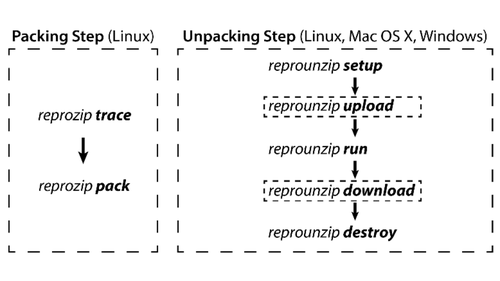 Packing Step (Linux)
reprozip trace
reprozip pack
Unpacking Step (Linux, Mac OS X, Windows)
reprounzip setup
reprounzip upload
reprounzip run
reprounzip download
reprounzip destroy